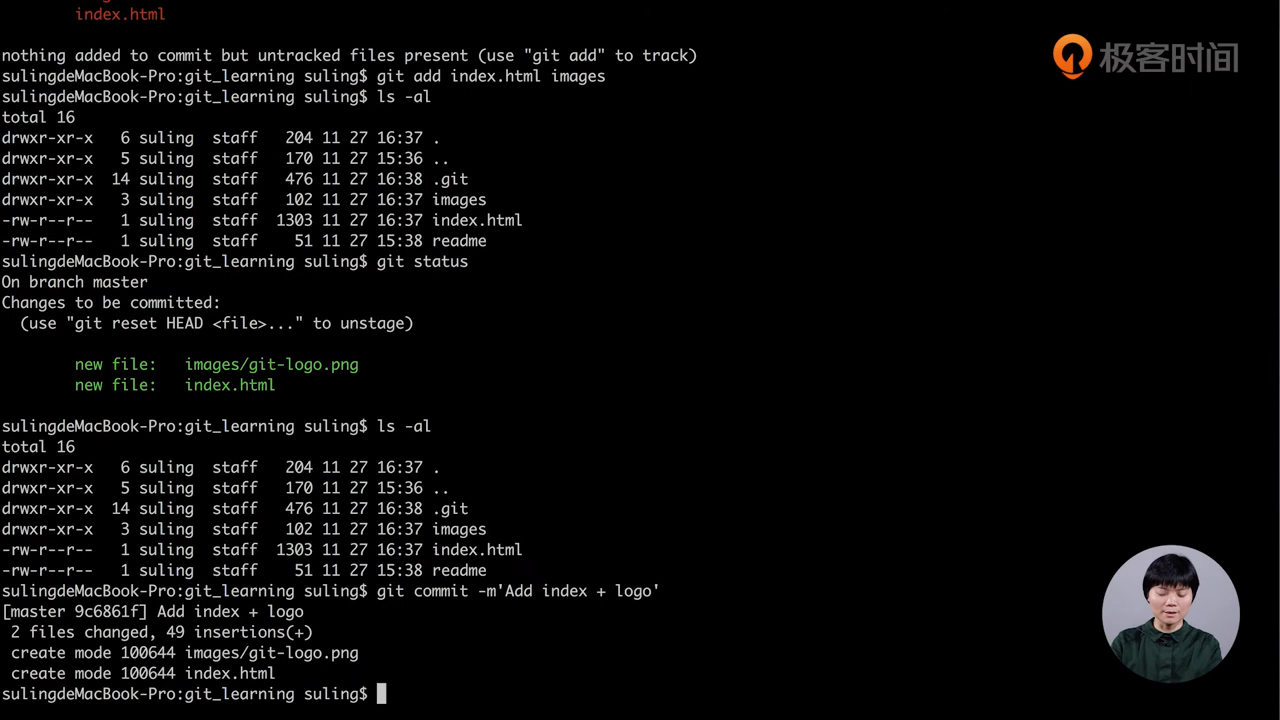 index.html
极客时间
nothing added to commit but untracked files present (use "git add" to track)
sulingdeMacBook-Pro:git_learning suling$ git add index.html images
sulingdeMacBook-Pro:git_learning suling$ ls -al
total 16
drwxr-xr-x   6 suling  staff   204 11 27 16:37 .
drwxr-xr-x   5 suling  staff   170 11 27 15:36 ..
drwxr-xr-x  14 suling  staff   476 11 27 16:38 .git
drwxr-xr-x   3 suling  staff   102 11 27 16:37 images
-rw-r--r--   1 suling  staff  1303 11 27 16:37 index.html
-rw-r--r--   1 suling  staff    51 11 27 15:38 readme
sulingdeMacBook-Pro:git_learning suling$ git status
On branch master
Changes to be committed:
  (use "git reset HEAD <file>..." to unstage)
        new file:   images/git-logo.png
        new file:   index.html
sulingdeMacBook-Pro:git_learning suling$ ls -al
total 16
drwxr-xr-x   6 suling  staff   204 11 27 16:37 .
drwxr-xr-x   5 suling  staff   170 11 27 15:36 ..
drwxr-xr-x  14 suling  staff   476 11 27 16:38 .git
drwxr-xr-x   3 suling  staff   102 11 27 16:37 images
-rw-r--r--   1 suling  staff  1303 11 27 16:37 index.html
-rw-r--r--   1 suling  staff    51 11 27 15:38 readme
sulingdeMacBook-Pro:git_learning suling$ git commit -m'Add index + logo'
[master 9c6861f] Add index + logo
 2 files changed, 49 insertions(+)
 create mode 100644 images/git-logo.png
 create mode 100644 index.html
sulingdeMacBook-Pro:git_learning suling$